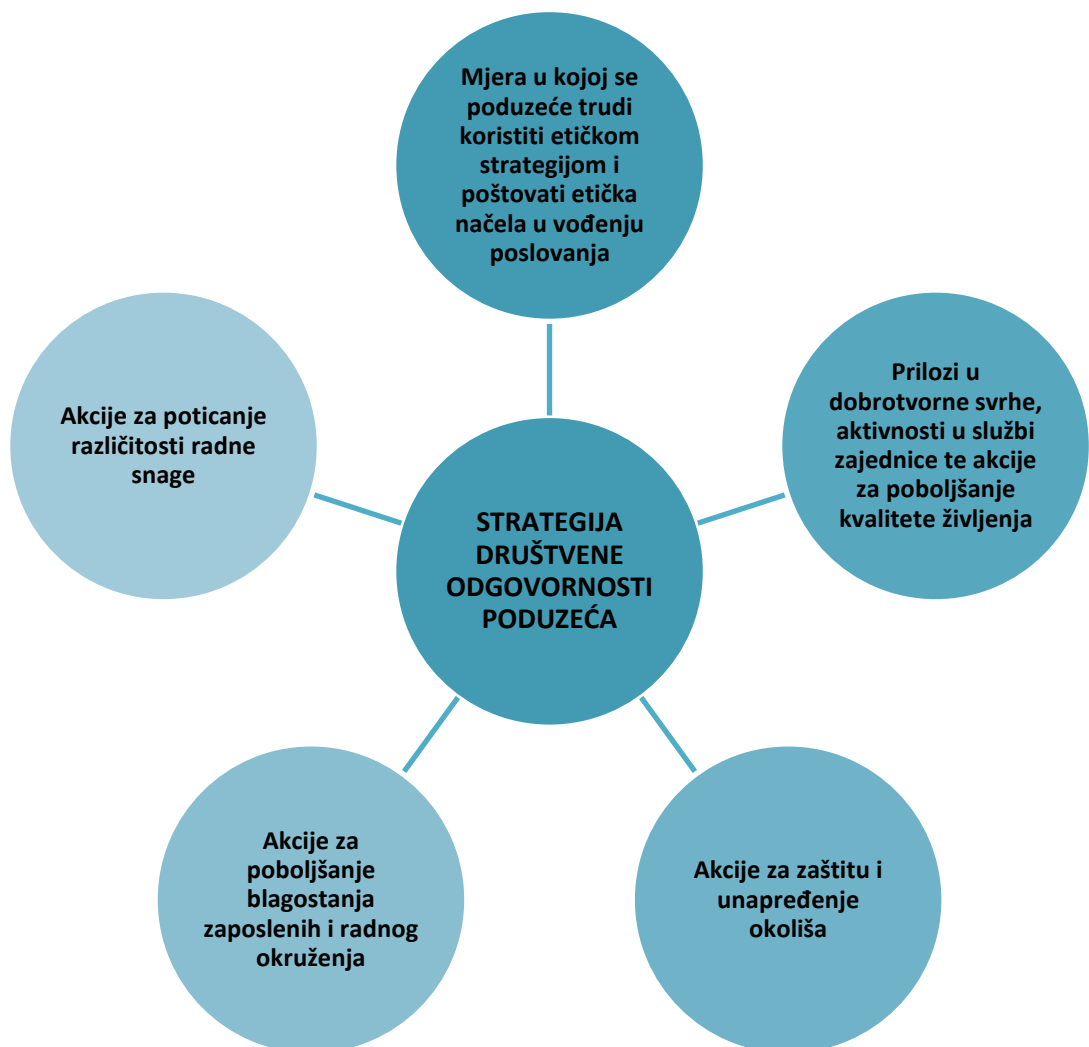 Mjera u kojoj se
poduzeće trudi
koristiti etičkom
strategijom i
poštovati etička
načela u vođenju
poslovanja
Prilozi u
dobrotvorne svrhe,
aktivnosti u službi
zajednice te akcije
za poboljšanje
kvalitete življenja
Akcije za poticanje
različitosti radne
snage
STRATEGIJA
DRUŠTVENE
ODGOVORNOSTI
PODUZEĆA
Akcije za
poboljšanje
blagostanja
zaposlenih i radnog
okruženja
Akcije za zaštitu i
unapređenje
okoliša